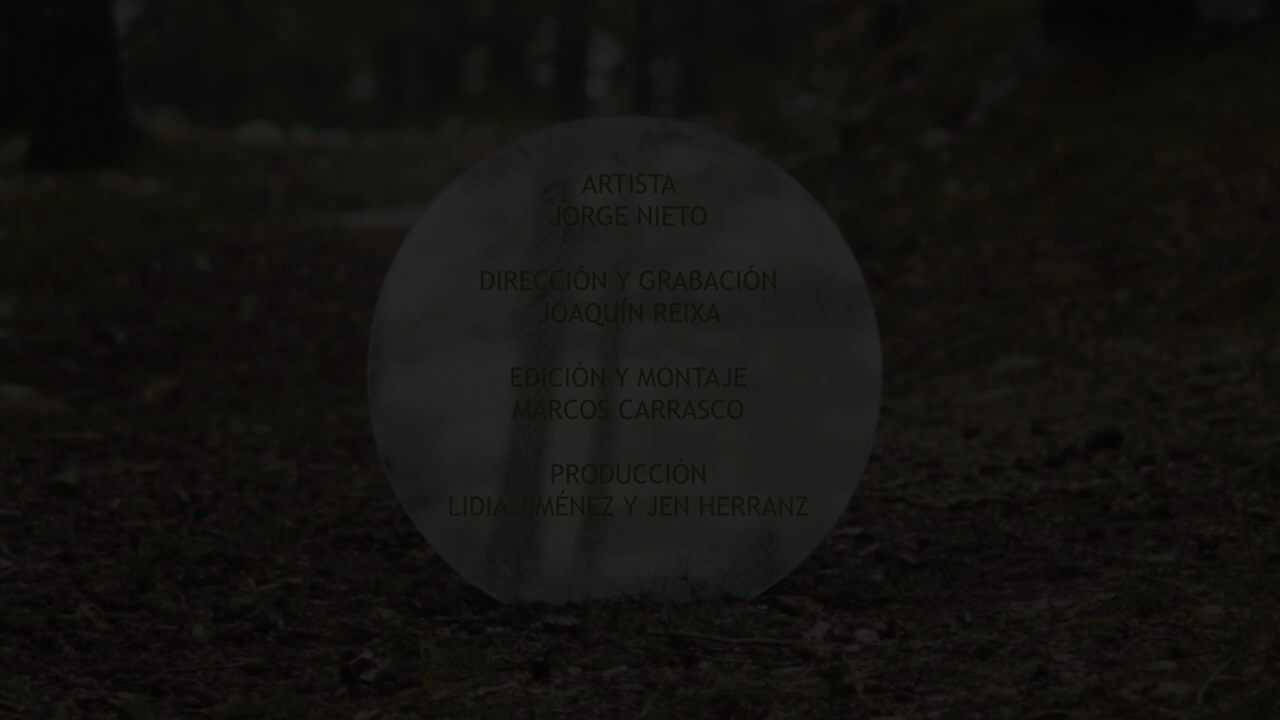 ARTISTA
JORGE NIETO
DIRECCIÓN Y GRABACIÓN
JOAQUÍN REIXA
EDICIÓN Y MONTAJE
MARCOS CARRASCO
PRODUCCIÓN
LIDIA JIMÉNEZ Y JEN HERRANZ